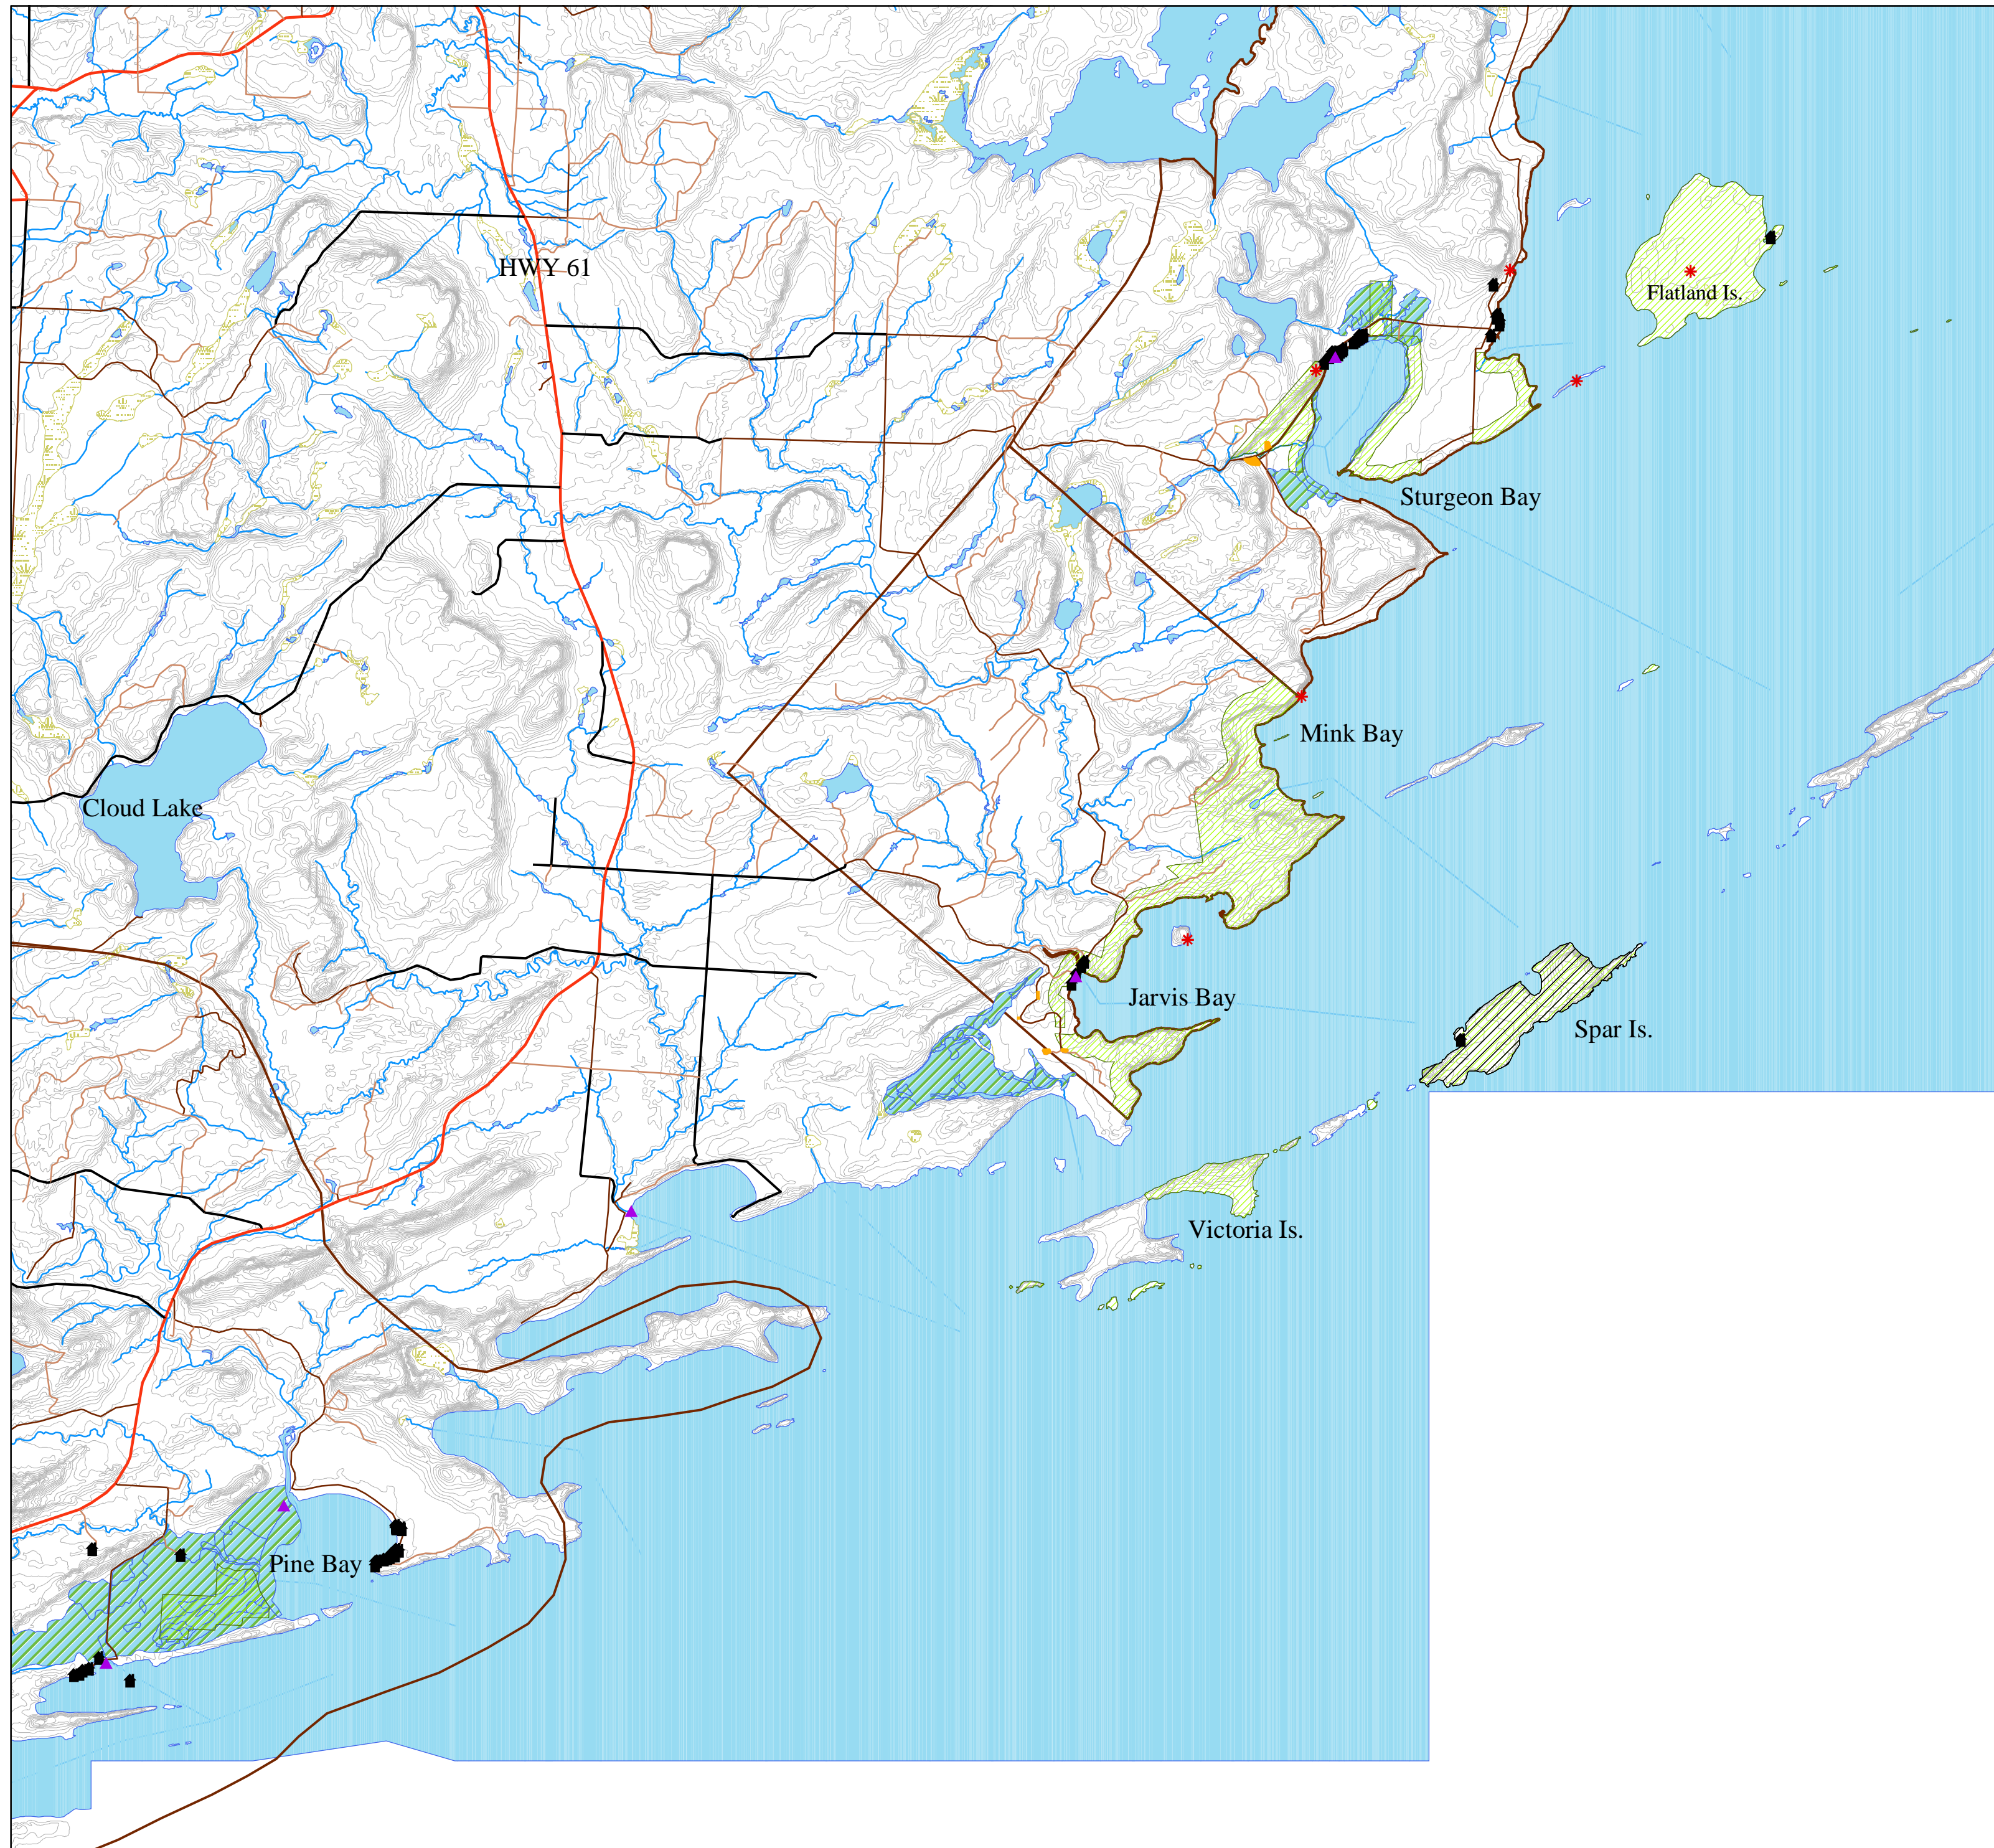 HWY 61
Flatland Is.
Sturgeon Bay
Mink Bay
Cloud Lake
Jarvis Bay
Spar Is.
Victoria Is.
Pine Bay